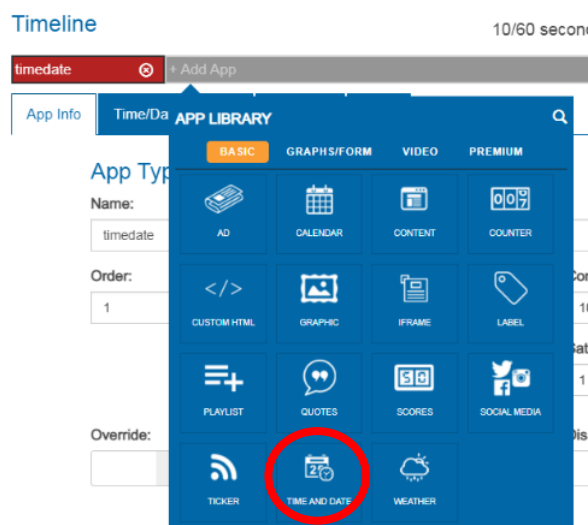 Timeline
10/60 secon
timedate
+ Add App
App Info
Time/Da
APP LIBRARY
BASIC
GRAPHS/FORM
VIDEO
PREMIUM
App Typ
Name:
timedate
AD
CALENDAR
CONTENT
007
COUNTER
Order:
1
</>
CUSTOM HTML
GRAPHIC
IFRAME
LABEL
PLAYLIST
QUOTES
SCORES
SOCIAL MEDIA
1
Override:
TICKER
TIME AND DATE
WEATHER